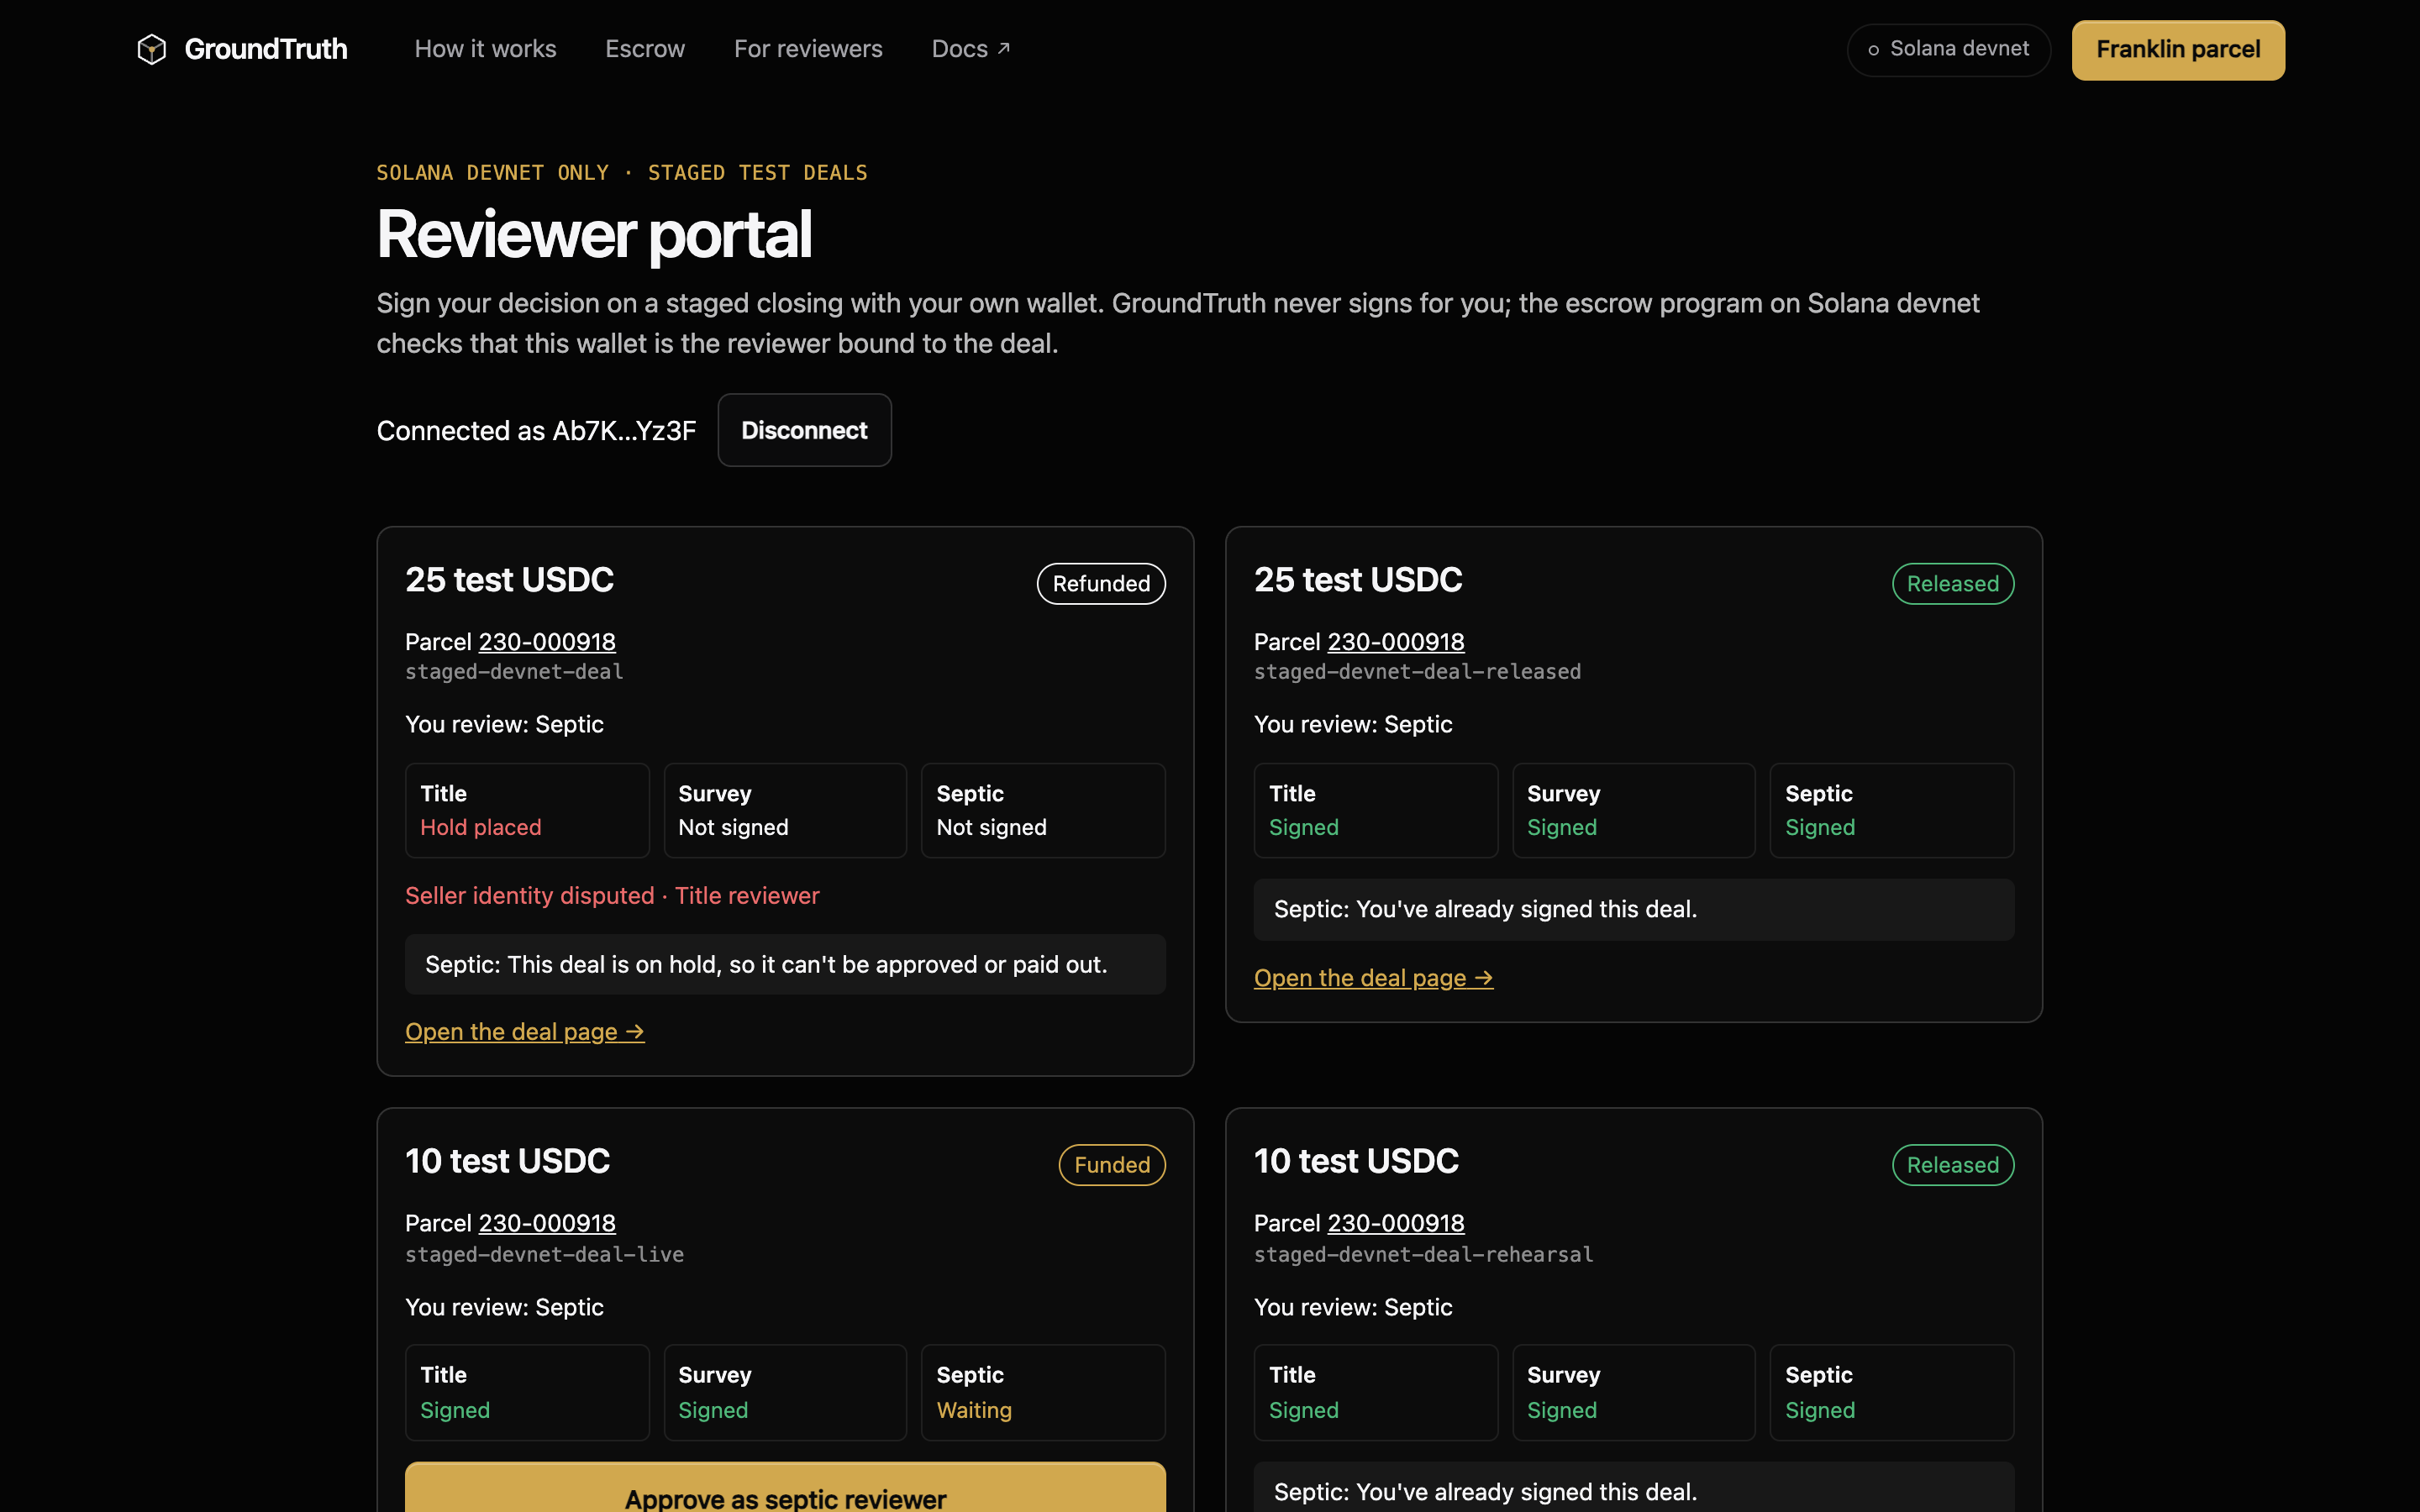 GroundTruth
How it works
Escrow
For reviewers
Docs ↗
Solana devnet
Franklin parcel
SOLANA DEVNET ONLY · STAGED TEST DEALS
Reviewer portal
Sign your decision on a staged closing with your own wallet. GroundTruth never signs for you; the escrow program on Solana devnet
checks that this wallet is the reviewer bound to the deal.
Connected as Ab7K...Yz3F
Disconnect
25 test USDC
Refunded
Parcel 230-000918
staged-devnet-deal
You review: Septic
Title
Hold placed
Survey
Not signed
Septic
Not signed
Seller identity disputed · Title reviewer
Septic: This deal is on hold, so it can't be approved or paid out.
Open the deal page →
25 test USDC
Released
Parcel 230-000918
staged-devnet-deal-released
You review: Septic
Title
Signed
Survey
Signed
Septic
Signed
Septic: You've already signed this deal.
Open the deal page →
10 test USDC
Funded
Parcel 230-000918
staged-devnet-deal-live
You review: Septic
Title
Signed
Survey
Signed
Septic
Waiting
Approve as septic reviewer
10 test USDC
Released
Parcel 230-000918
staged-devnet-deal-rehearsal
You review: Septic
Title
Signed
Survey
Signed
Septic
Signed
Septic: You've already signed this deal.